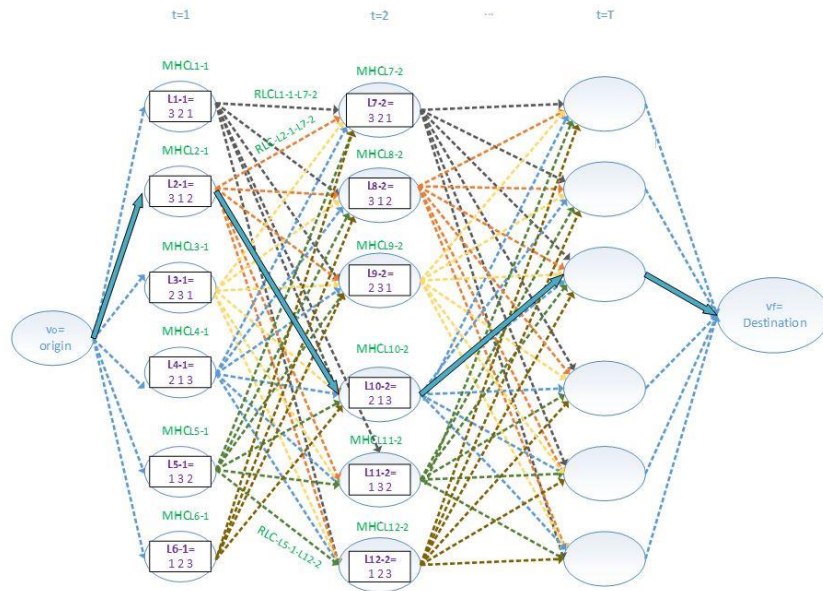 t=1 t=2 ... t=T
MHCL1-1
MHCL7-2
L1-1=
3 2 1
RLCL1-1-L7-2
L7-2=
3 2 1
RLC-L2-1-L7-2
MHCL2-1
MHCL8-2
L2-1=
3 1 2
L8-2=
3 1 2
MHCL3-1
MHCL9-2
L3-1=
2 3 1
L9-2=
2 3 1
vo=
origin
vf=
Destination
MHCL4-1
MHCL10-2
L4-1=
2 1 3
L10-2=
2 1 3
MHCL5-1
MHCL11-2
L5-1=
1 3 2
L11-2=
1 3 2
MHCL6-1
RLC-L5-1-L12-2
MHCL12-2
L6-1=
1 2 3
L12-2=
1 2 3